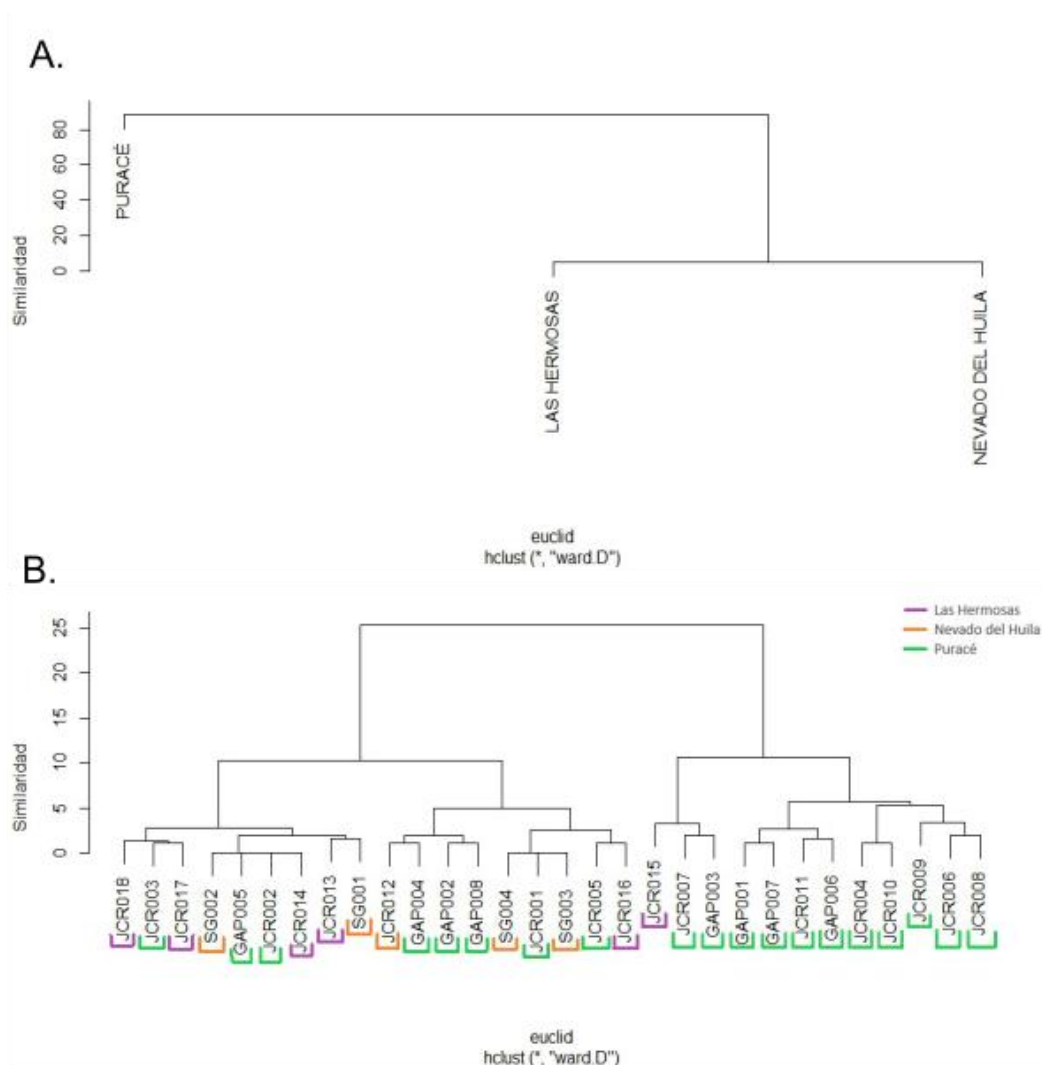 A.
Similaridad
80
60
40
20
0
PURACÉ
LAS HERMOSAS
NEVADO DEL HUILA
euclid
hclust (*, "ward.D")
B.
Las Hermosas
Nevado del Huila
Puracé
Similaridad
25
20
15
10
5
0
JCR018
JCR003
JCR017
SG002
GAP005
JCR002
JCR014
JCR013
SG001
JCR012
GAP004
GAP002
GAP008
SG004
JCR001
SG003
JCR005
JCR016
JCR015
JCR007
GAP003
GAP001
GAP007
JCR011
GAP006
JCR004
JCR010
JCR009
JCR006
JCR008
euclid
hclust (*, "ward.D")